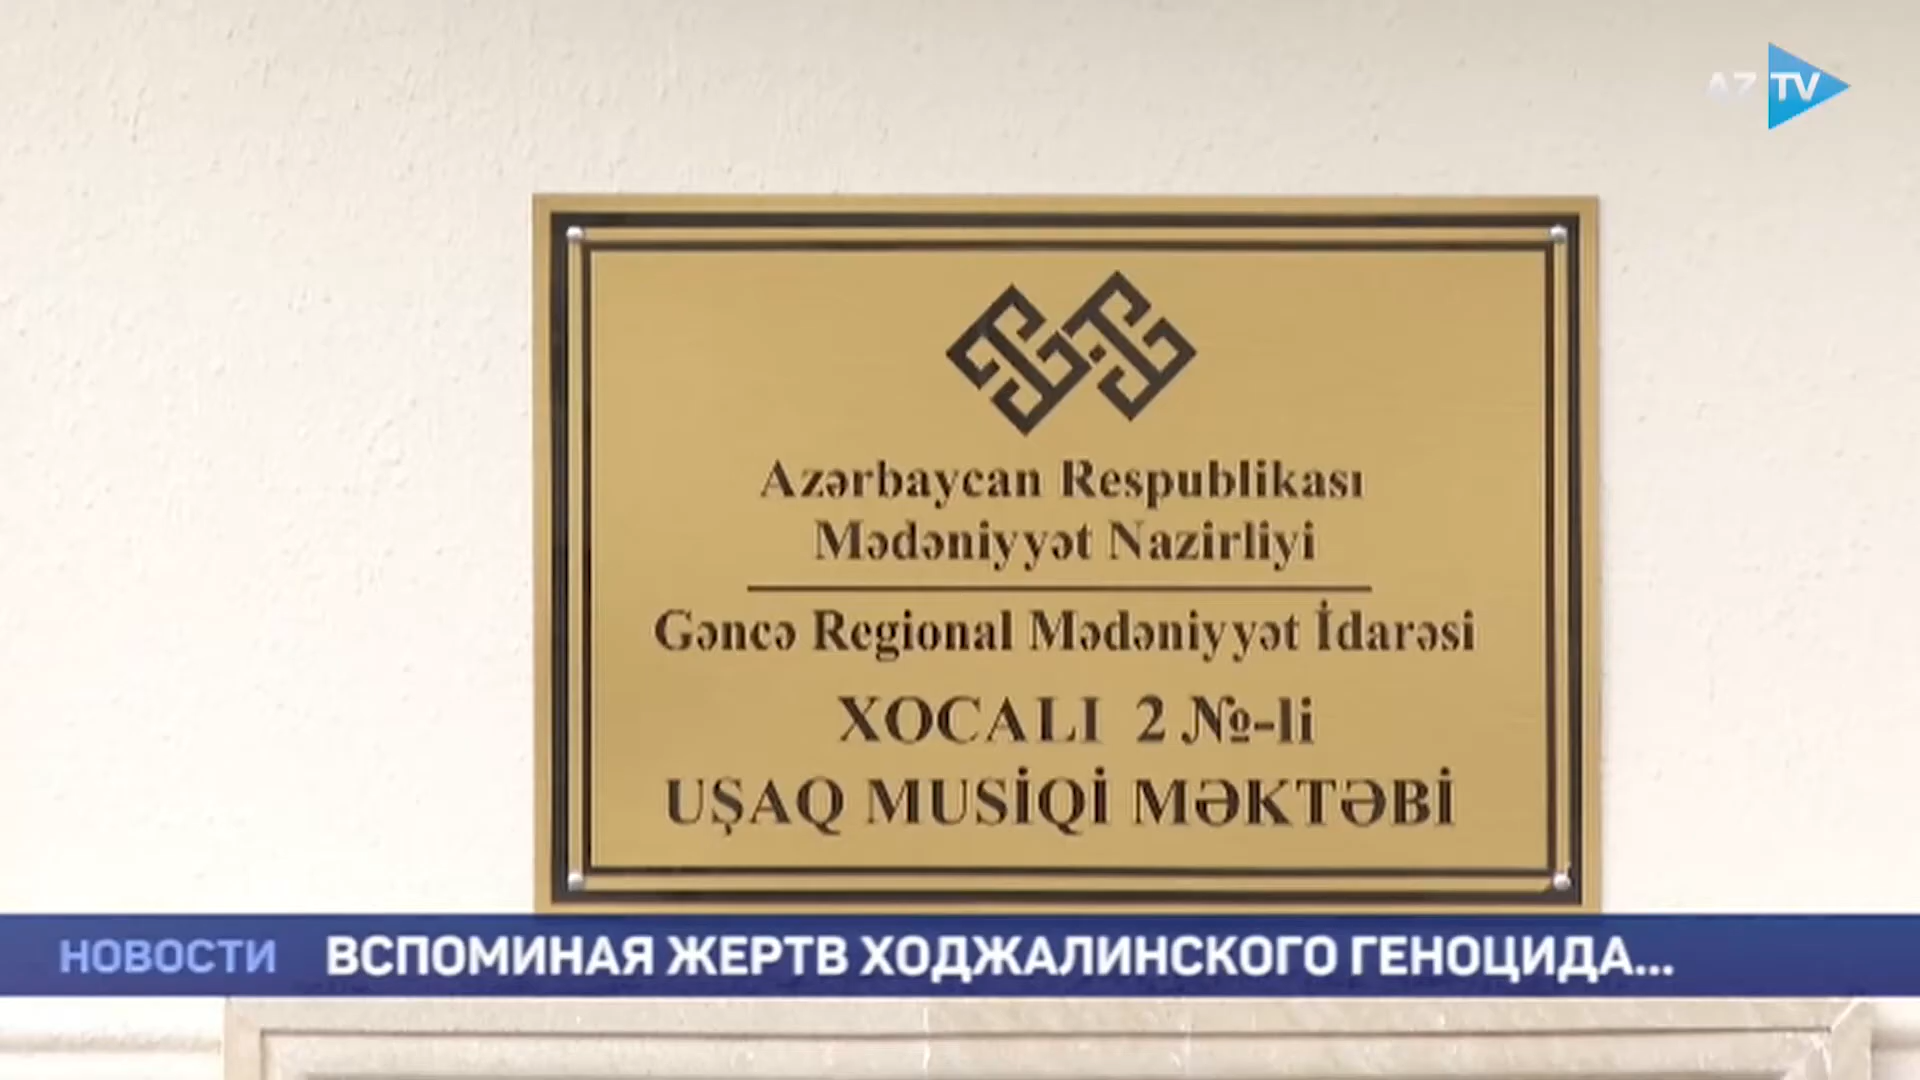 AZ TV
Azərbaycan Respublikası
Mədəniyyət Nazirliyi
Gəncə Regional Mədəniyyət İdarəsi
XOCALI 2 №-li
UŞAQ MUSİQİ MƏKTƏBİ
НОВОСТИ ВСПОМИНАЯ ЖЕРТВ ХОДЖАЛИНСКОГО ГЕНОЦИДА...